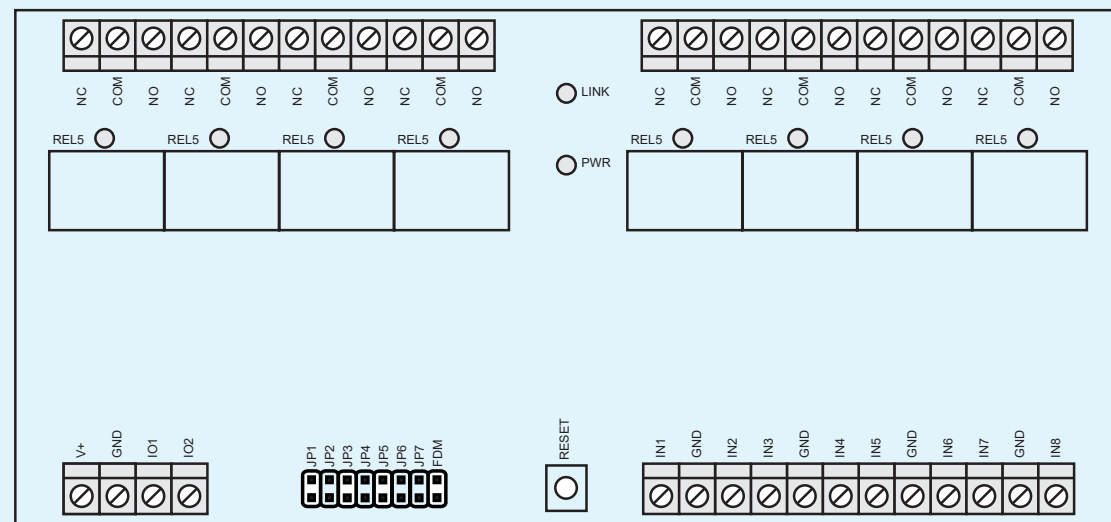 NC COM NO NC COM NO NC COM NO NC COM NO
NC COM NO NC COM NO NC COM NO NC COM NO
LINK
REL5 REL5 REL5 REL5
REL5 REL5 REL5 REL5
PWR
V+ GND IO1 IO2
JP1 JP2 JP3 JP4 JP5 JP6 JP7 FDM
RESET
IN1 GND IN2 IN3 GND IN4 IN5 GND IN6 IN7 GND IN8